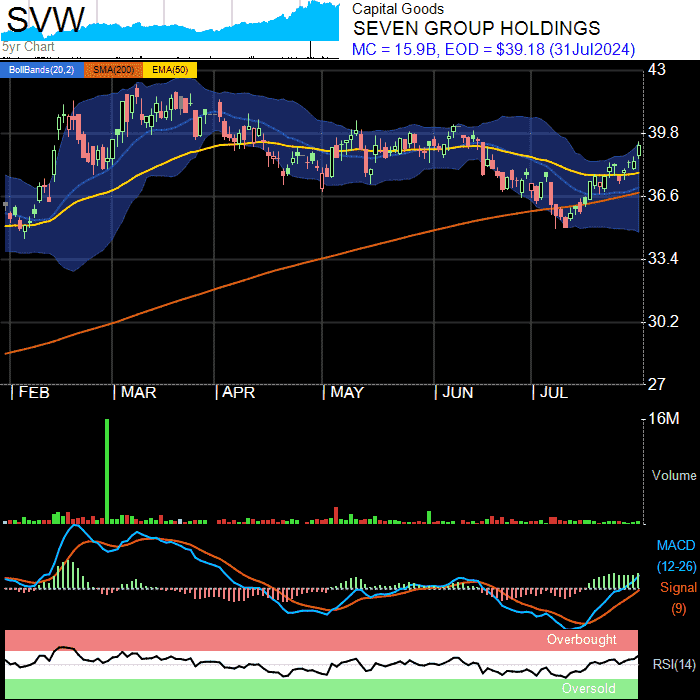 SVW
5yr Chart
Capital Goods
SEVEN GROUP HOLDINGS
MC = 15.9B, EOD = $39.18 (31Jul2024)
BollBands(20,2) SMA(200) EMA(50)
43
39.8
36.6
33.4
30.2
27
FEB MAR APR MAY JUN JUL
16M
Volume
MACD
(12-26)
Signal
(9)
Overbought
RSI(14)
Oversold